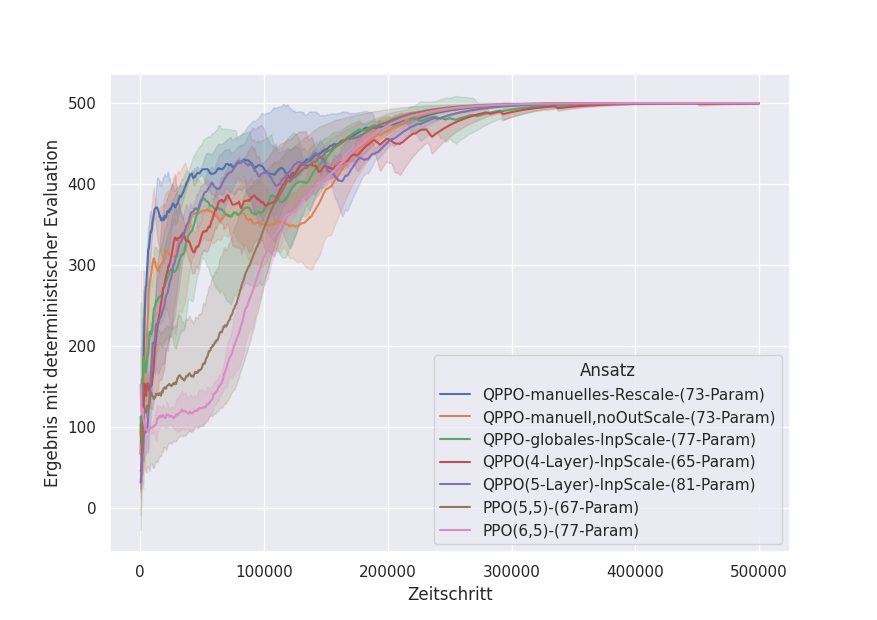 Ergebnis mit deterministischer Evaluation
500
400
300
200
100
0
0
100000
200000
300000
400000
500000
Zeitschritt
Ansatz
QPPO-manuelles-Rescale-(73-Param)
QPPO-manuell,noOutScale-(73-Param)
QPPO-globales-InpScale-(77-Param)
QPPO(4-Layer)-InpScale-(65-Param)
QPPO(5-Layer)-InpScale-(81-Param)
PPO(5,5)-(67-Param)
PPO(6,5)-(77-Param)